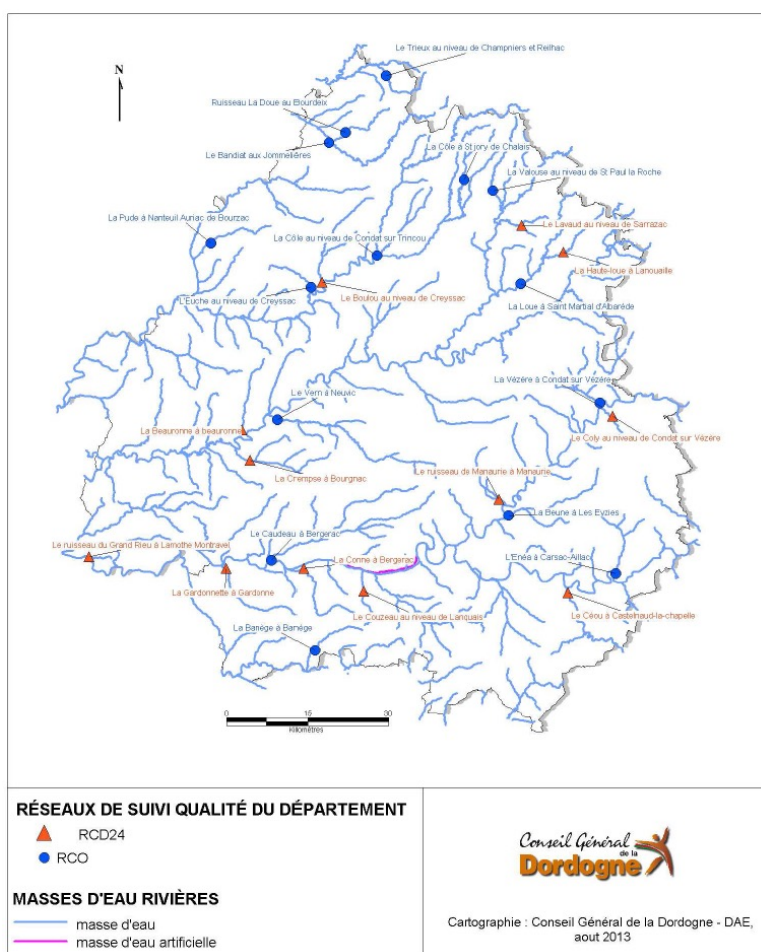 Le Trieux au niveau de Champniers et Reilhac
N
Ruisseau La Doue au Bourdeix
La Côle à St jory de Chalais
Le Bandiat aux Jommelières
La Valouse au niveau de St Paul la Roche
La Pude à Nanteuil Auriac de Bourzac
Le Lavaud au niveau de Sarrazac
La Côle au niveau de Condat sur Trincou
La Haute-loue à Lanouaille
L'Euche au niveau de Creyssac
Le Boulou au niveau de Creyssac
La Loue à Saint Martial d'Albarède
La Vézère à Condat sur Vézère
Le Vern à Neuvic
La Beauronne à beauronne
Le Coly au niveau de Condat sur Vézère
La Crempse à Bourgnac
Le ruisseau de Manaurie à Manaurie
La Beune à Les Eyzies
Le Caudeau à Bergerac
Le ruisseau du Grand Rieu à Lamothe Montravel
La Conne à Bergerac
L'Enéa à Carsac-Aillac
La Gardonnette à Gardonne
Le Couzeau au niveau de Lanquais
Le Céou à Castelnaud-la-chapelle
La Banège à Banège
0 15 30
kilomètres
RÉSEAUX DE SUIVI QUALITÉ DU DÉPARTEMENT
RCD24
RCO
MASSES D'EAU RIVIÈRES
masse d'eau
masse d'eau artificielle
Conseil Général
de la
Dordogne
Cartographie : Conseil Général de la Dordogne - DAE,
aout 2013